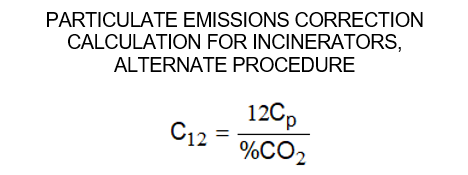 PARTICULATE EMISSIONS CORRECTION
CALCULATION FOR INCINERATORS,
ALTERNATE PROCEDURE
C₁₂ = 12Cₚ / %CO₂